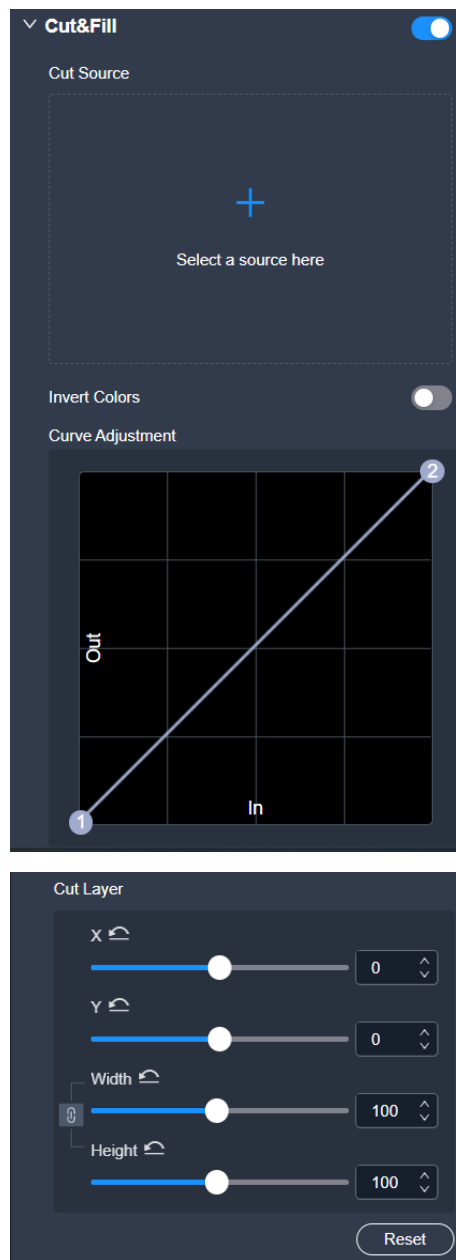 Cut&Fill
Cut Source
Select a source here
Invert Colors
Curve Adjustment
2
Out
In
1
Cut Layer
X
0
Y
0
Width
100
Height
100
Reset